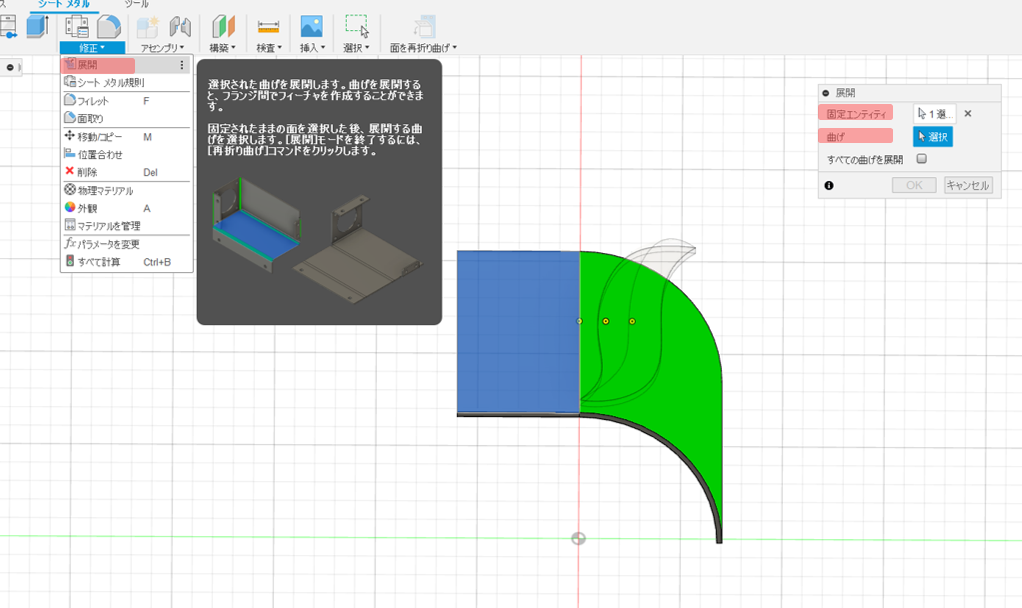 ス
シート メタル
ツール
修正▾
アセンブリ▾
構築▾
検査▾
挿入▾
選択▾
面を再折り曲げ▾
展開
シート メタル規則
フィレット F
面取り
移動/コピー M
位置合わせ
削除 Del
物理マテリアル
外観 A
マテリアルを管理
パラメータを変更
すべて計算 Ctrl+B
選択された曲げを展開します。曲げを展開する
と、フランジ間でフィーチャを作成することができま
す。
固定されたままの面を選択した後、展開する曲
げを選択します。[展開]モードを終了するには、
[再折り曲げ]コマンドをクリックします。
展開
固定エンティティ 1 選...
曲げ 選択
すべての曲げを展開
OK キャンセル